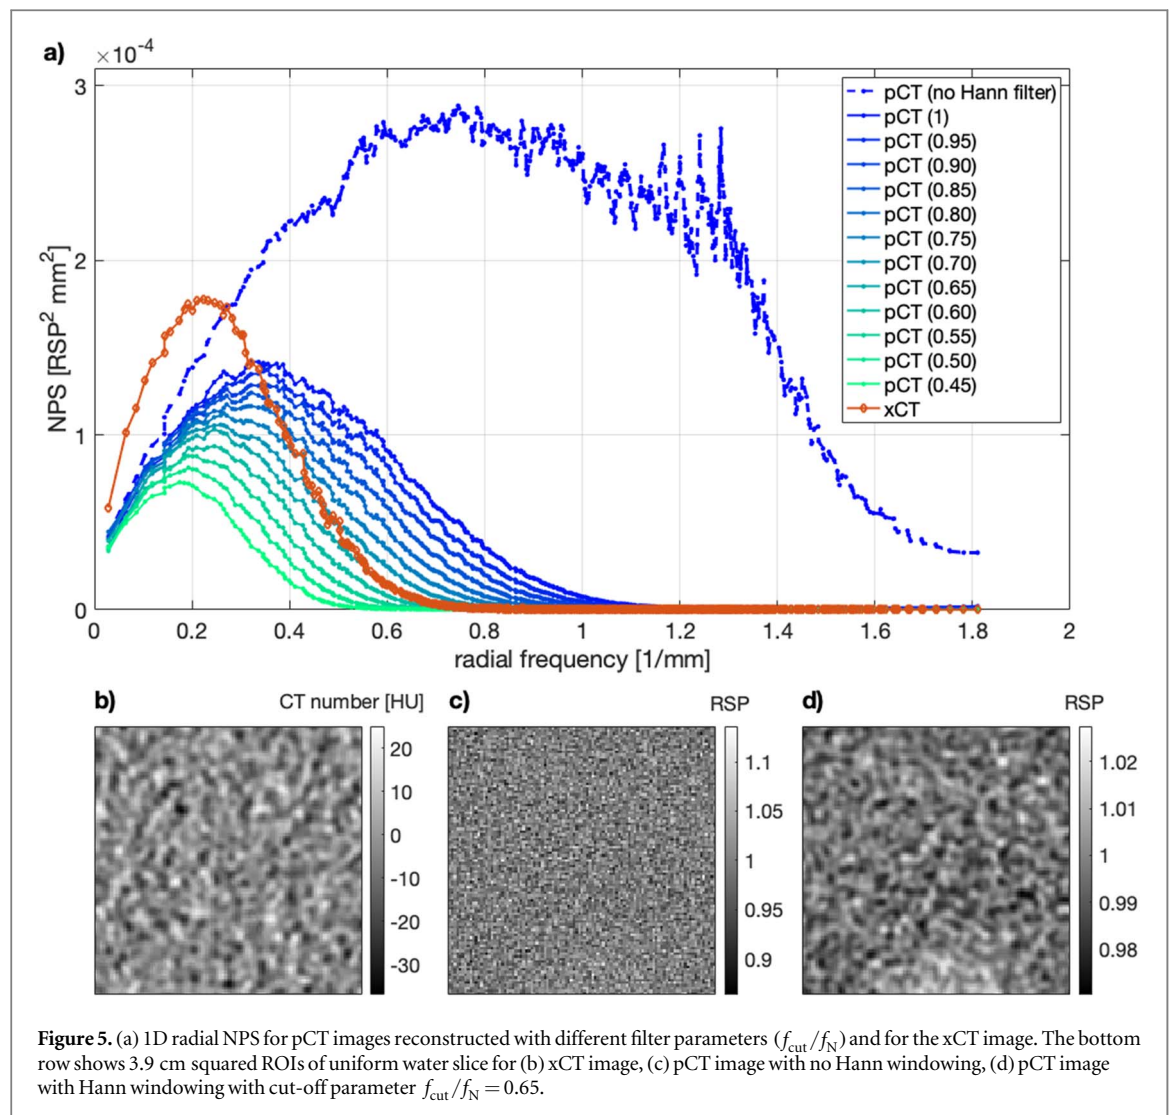 a)
×10⁻⁴
3
2
1
0
NPS [RSP² mm²]
0 0.2 0.4 0.6 0.8 1 1.2 1.4 1.6 1.8 2
radial frequency [1/mm]
pCT (no Hann filter)
pCT (1)
pCT (0.95)
pCT (0.90)
pCT (0.85)
pCT (0.80)
pCT (0.75)
pCT (0.70)
pCT (0.65)
pCT (0.60)
pCT (0.55)
pCT (0.50)
pCT (0.45)
xCT
b)
CT number [HU]
20
10
0
-10
-20
-30
c)
RSP
1.1
1.05
1
0.95
0.9
d)
RSP
1.02
1.01
1
0.99
0.98
Figure 5. (a) 1D radial NPS for pCT images reconstructed with different filter parameters (f_cut/f_N) and for the xCT image. The bottom
row shows 3.9 cm squared ROIs of uniform water slice for (b) xCT image, (c) pCT image with no Hann windowing, (d) pCT image
with Hann windowing with cut-off parameter f_cut/f_N = 0.65.